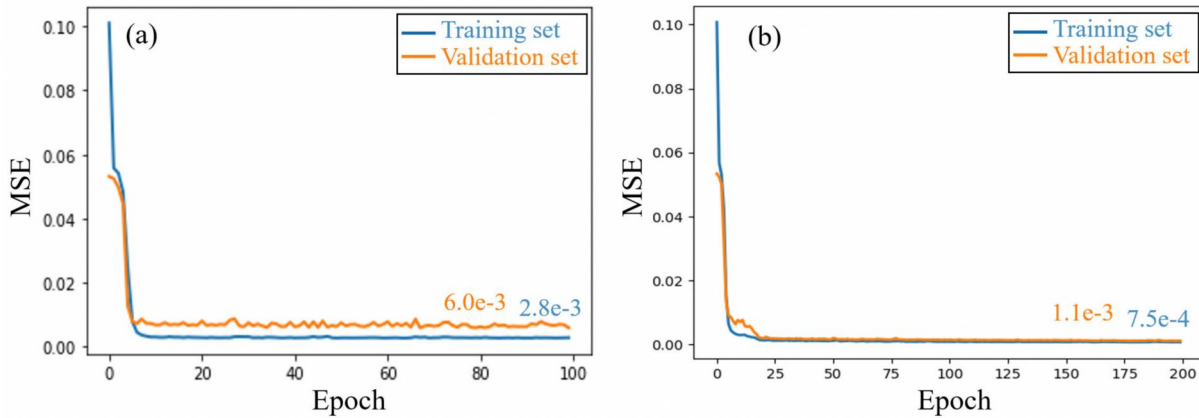 (a)
Training set
Validation set
0.10
0.08
0.06
0.04
0.02
0.00
MSE
6.0e-3 2.8e-3
0 20 40 60 80 100
Epoch
(b)
Training set
Validation set
0.10
0.08
0.06
0.04
0.02
0.00
MSE
1.1e-3 7.5e-4
0 25 50 75 100 125 150 175 200
Epoch